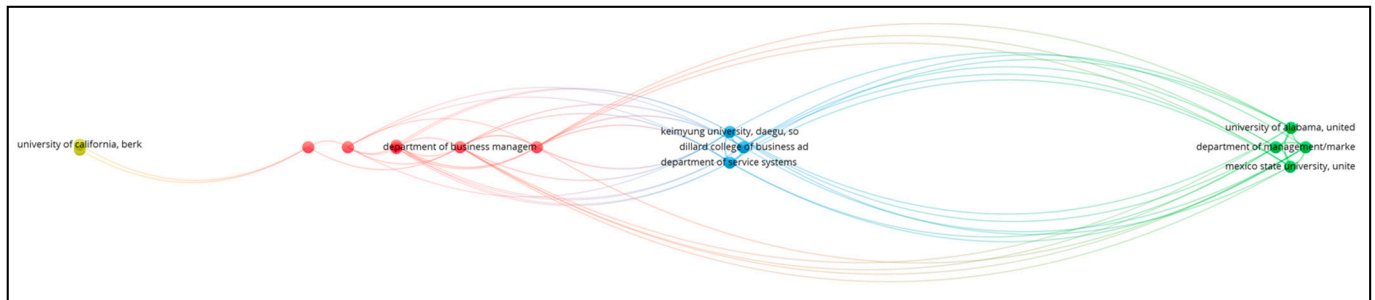 university of california, berk
department of business managem
keimyung university, daegu, so
dillard college of business ad
department of service systems
university of alabama, united
department of management/marke
mexico state university, unite